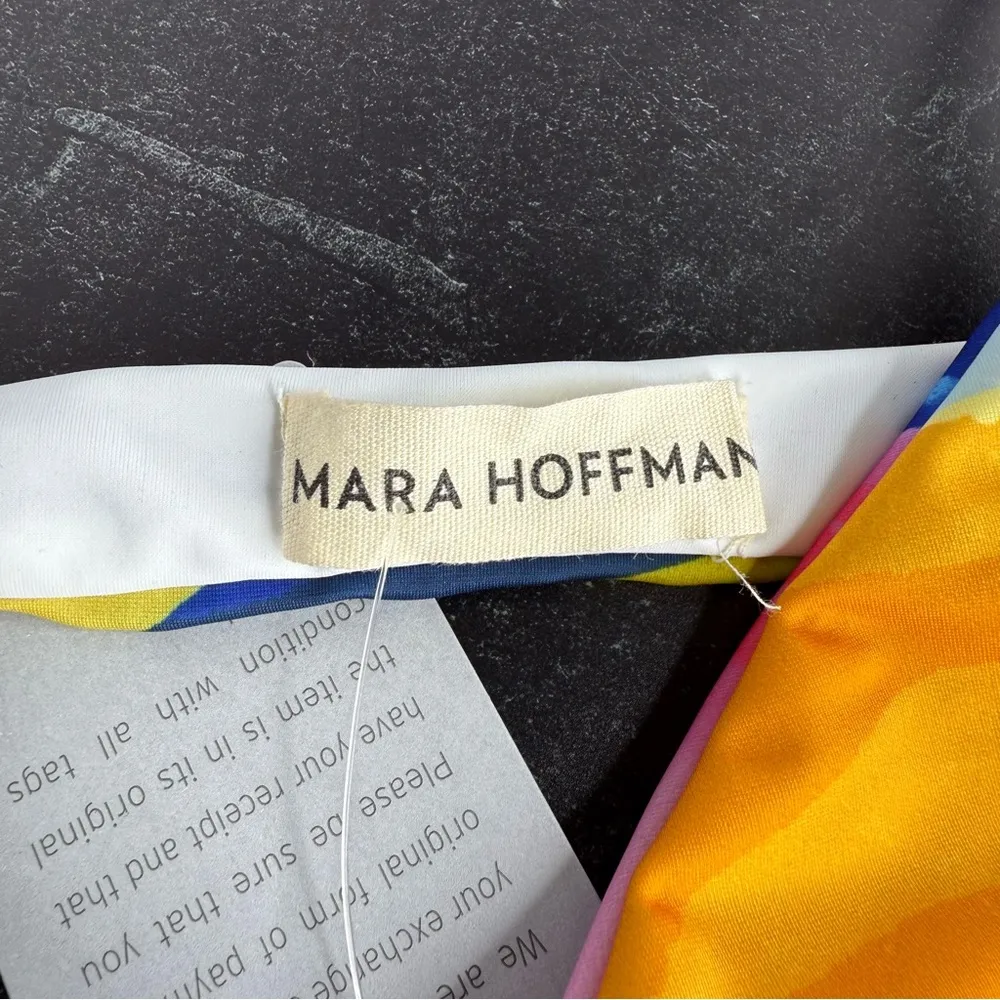 MARA HOFFMAN
We are
your exchange
original form of paym
Please be sure that you
have your receipt and that
the item is in its original
condition with all tags